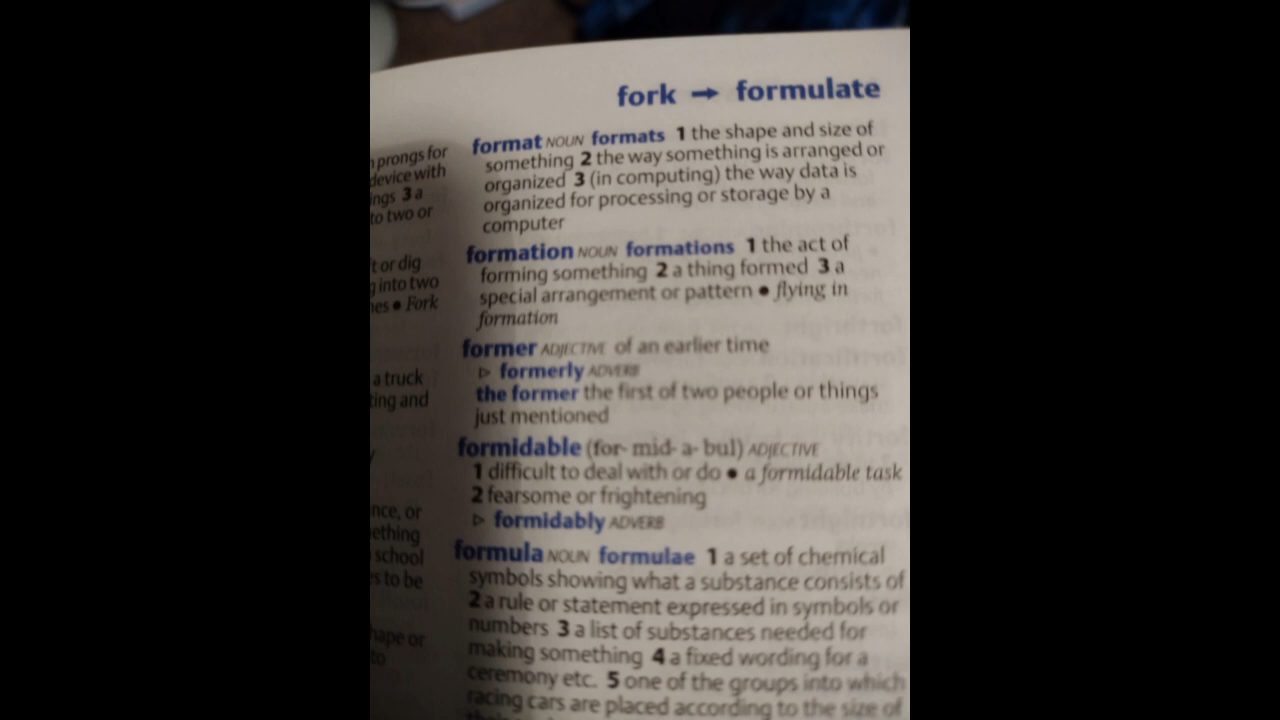 fork → formulate
prongs for
device with
ings 3 a
to two or
t or dig
g into two
nes • Fork
a truck
ting and
y
nce, or
ething
school
s to be
hape or
to
format NOUN formats 1 the shape and size of
something 2 the way something is arranged or
organized 3 (in computing) the way data is
organized for processing or storage by a
computer
formation NOUN formations 1 the act of
forming something 2 a thing formed 3 a
special arrangement or pattern • flying in
formation
former ADJECTIVE of an earlier time
▷ formerly ADVERB
the former the first of two people or things
just mentioned
formidable (for- mid- a- bul) ADJECTIVE
1 difficult to deal with or do • a formidable task
2 fearsome or frightening
▷ formidably ADVERB
formula NOUN formulae 1 a set of chemical
symbols showing what a substance consists of
2 a rule or statement expressed in symbols or
numbers 3 a list of substances needed for
making something 4 a fixed wording for a
ceremony etc. 5 one of the groups into which
racing cars are placed according to the size of